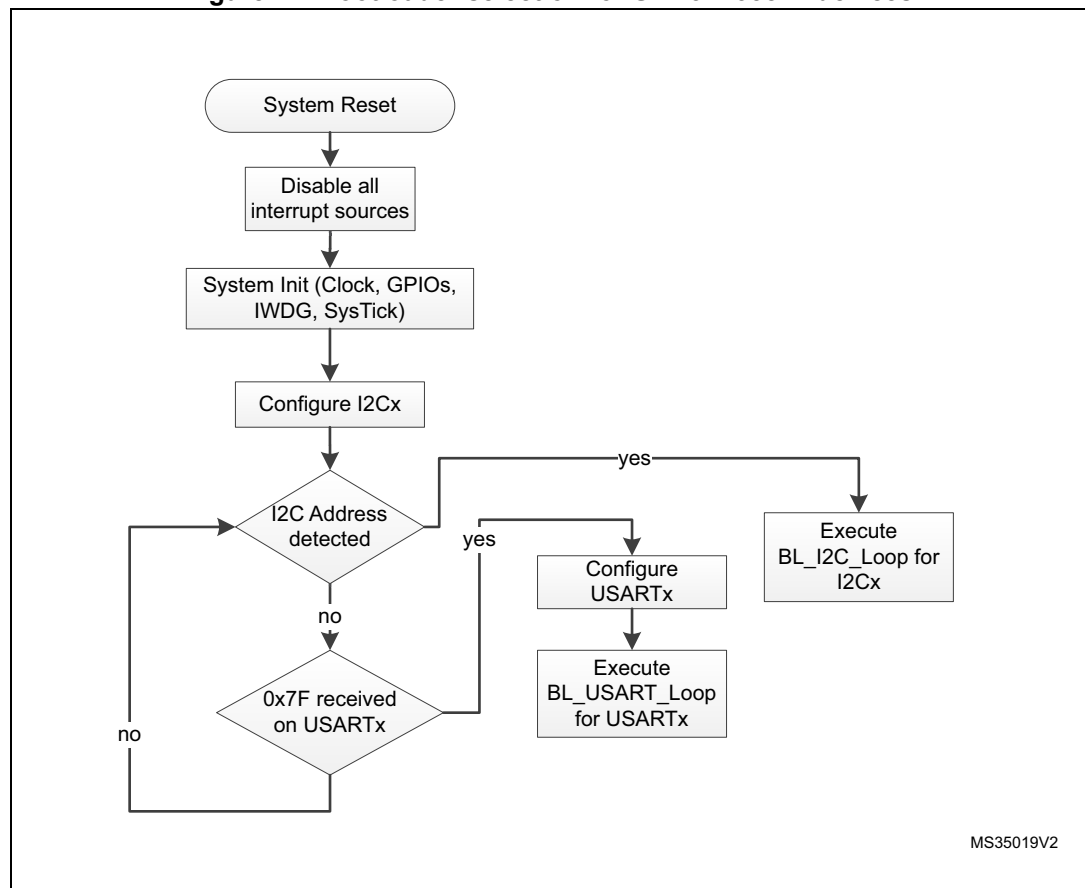 System Reset
Disable all
interrupt sources
System Init (Clock, GPIOs,
IWDG, SysTick)
Configure I2Cx
yes
I2C Address
detected
Execute
BL_I2C_Loop for
I2Cx
yes
Configure
USARTx
no
Execute
BL_USART_Loop
for USARTx
0x7F received
on USARTx
no
MS35019V2